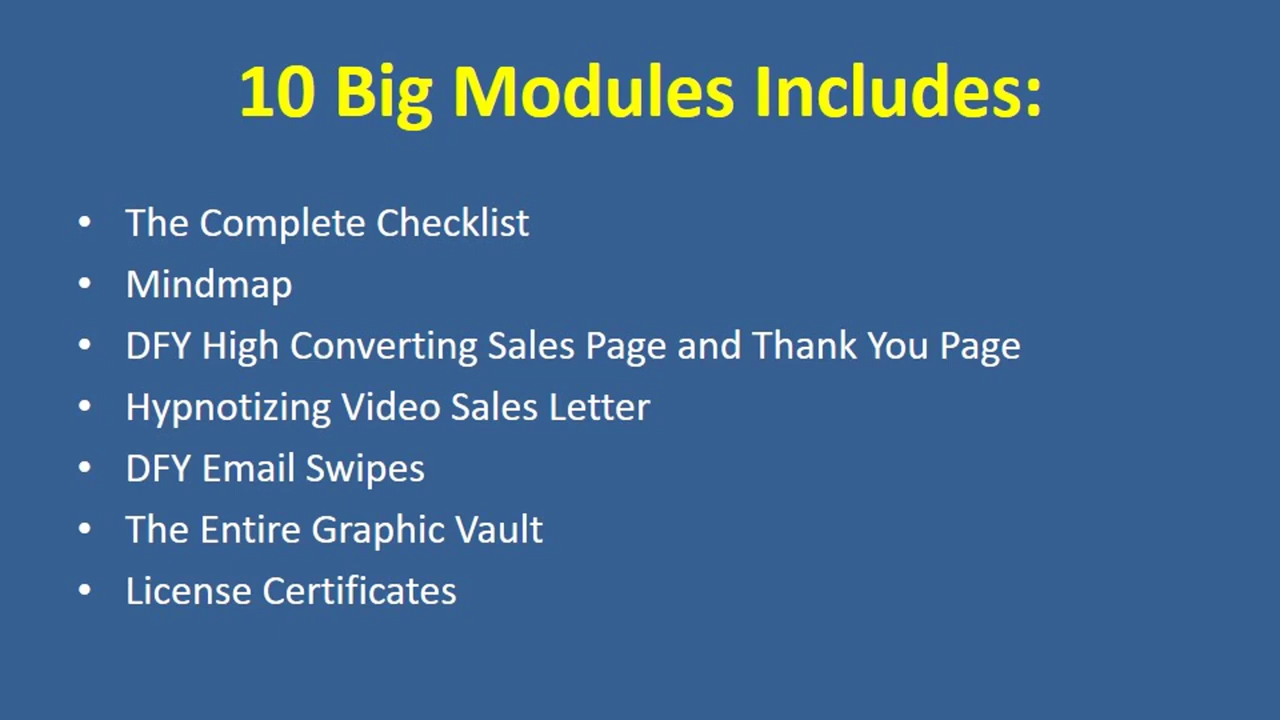 10 Big Modules Includes:
• The Complete Checklist
• Mindmap
• DFY High Converting Sales Page and Thank You Page
• Hypnotizing Video Sales Letter
• DFY Email Swipes
• The Entire Graphic Vault
• License Certificates